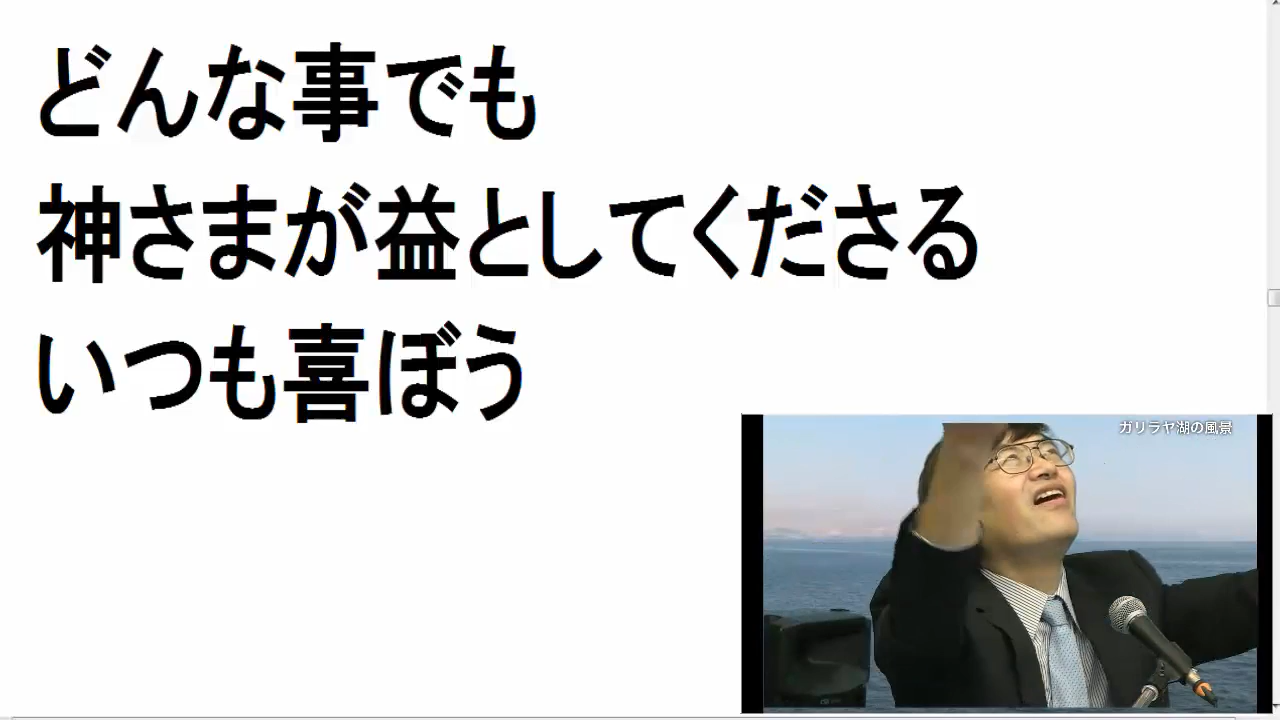 どんな事でも
神さまが益としてくださる
いつも喜ぼう
ガリラヤ湖の風景